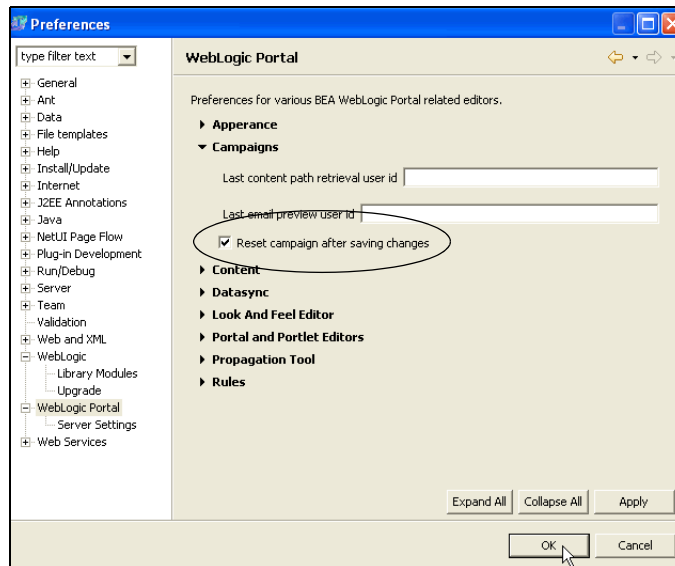 Preferences
type filter text
General
Ant
Data
File templates
Help
Install/Update
Internet
J2EE Annotations
Java
NetUI Page Flow
Plug-in Development
Run/Debug
Server
Team
Validation
Web and XML
WebLogic
Library Modules
Upgrade
WebLogic Portal
Server Settings
Web Services
WebLogic Portal
Preferences for various BEA WebLogic Portal related editors.
Apperance
Campaigns
Last content path retrieval user id
Last email preview user id
Reset campaign after saving changes
Content
Datasync
Look And Feel Editor
Portal and Portlet Editors
Propagation Tool
Rules
Expand All Collapse All Apply
OK Cancel